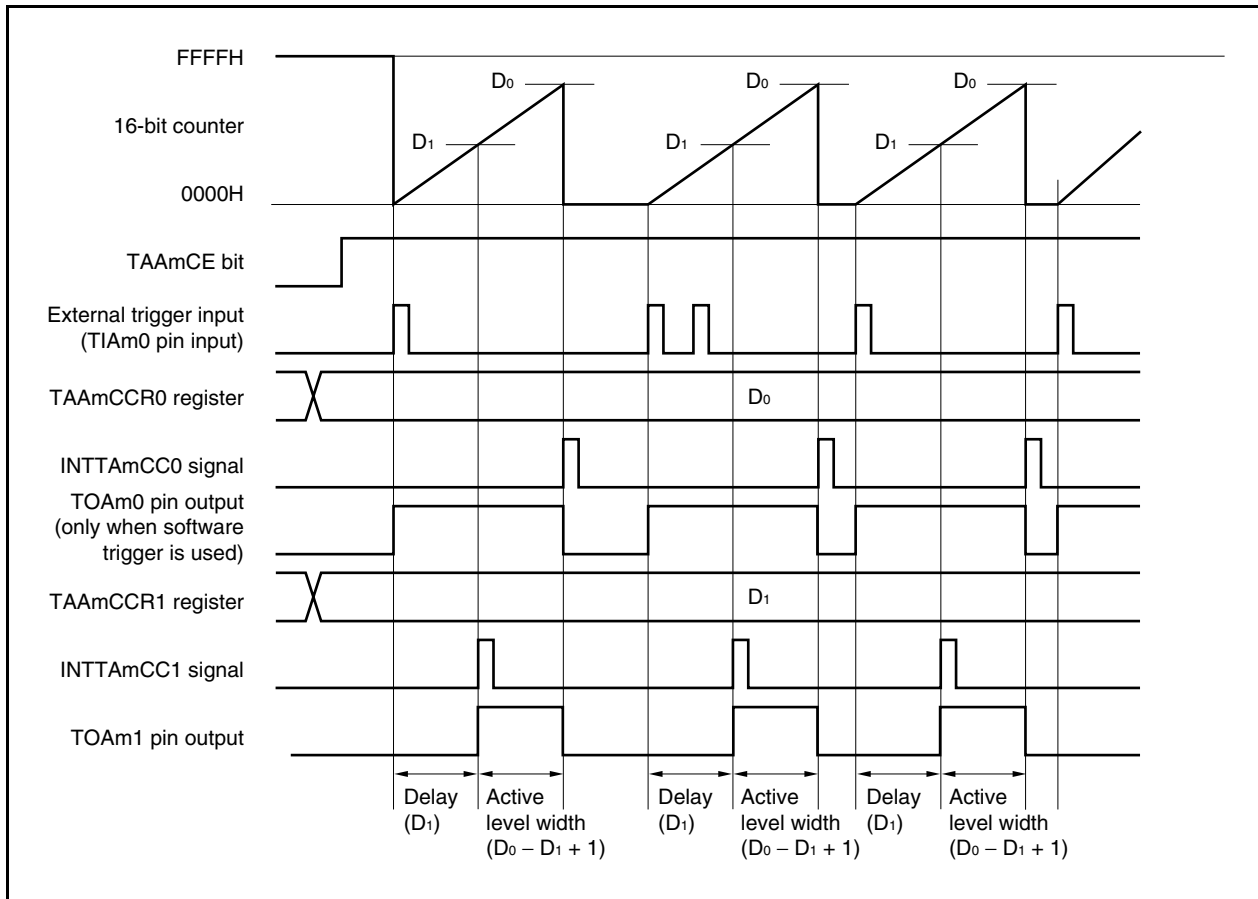 FFFFH
D0 D0 D0
16-bit counter
D1 D1 D1
0000H
TAAmCE bit
External trigger input
(TIAm0 pin input)
TAAmCCR0 register
D0
INTTAmCC0 signal
TOAm0 pin output
(only when software
trigger is used)
TAAmCCR1 register
D1
INTTAmCC1 signal
TOAm1 pin output
Delay
(D1)
Active
level width
(D0 − D1 + 1)
Delay
(D1)
Active
level width
(D0 − D1 + 1)
Delay
(D1)
Active
level width
(D0 − D1 + 1)